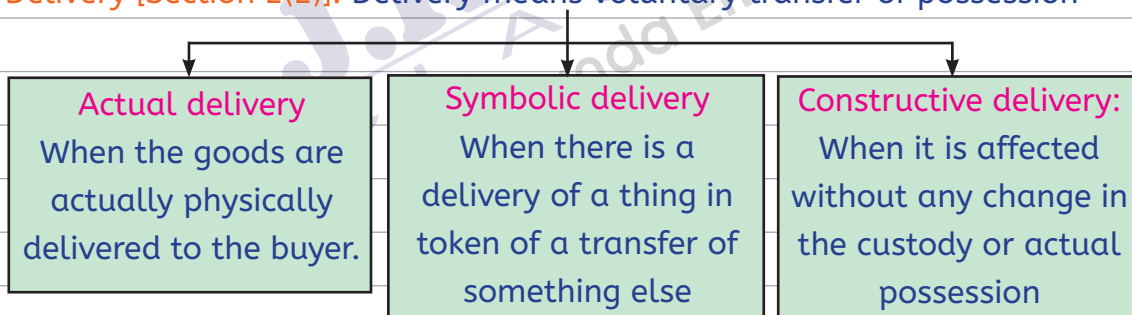 Delivery [Section 2(2)]: Delivery means voluntary transfer of possession
Actual delivery
When the goods are
actually physically
delivered to the buyer.
Symbolic delivery
When there is a
delivery of a thing in
token of a transfer of
something else
Constructive delivery:
When it is affected
without any change in
the custody or actual
possession